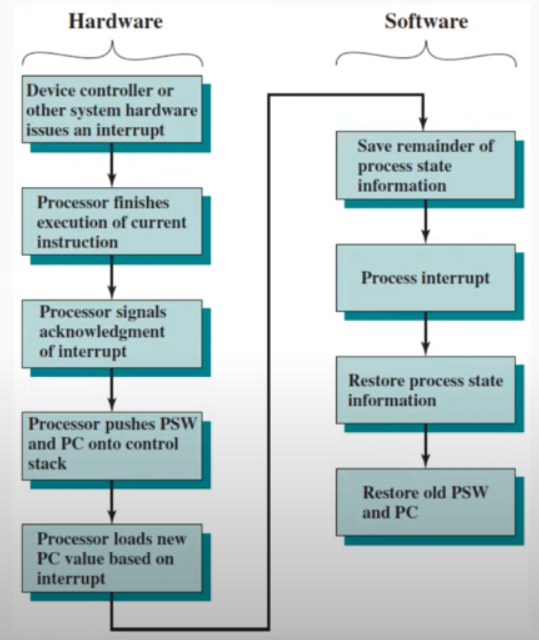 Hardware
Device controller or
other system hardware
issues an interrupt
Processor finishes
execution of current
instruction
Processor signals
acknowledgment
of interrupt
Processor pushes PSW
and PC onto control
stack
Processor loads new
PC value based on
interrupt
Software
Save remainder of
process state
information
Process interrupt
Restore process state
information
Restore old PSW
and PC